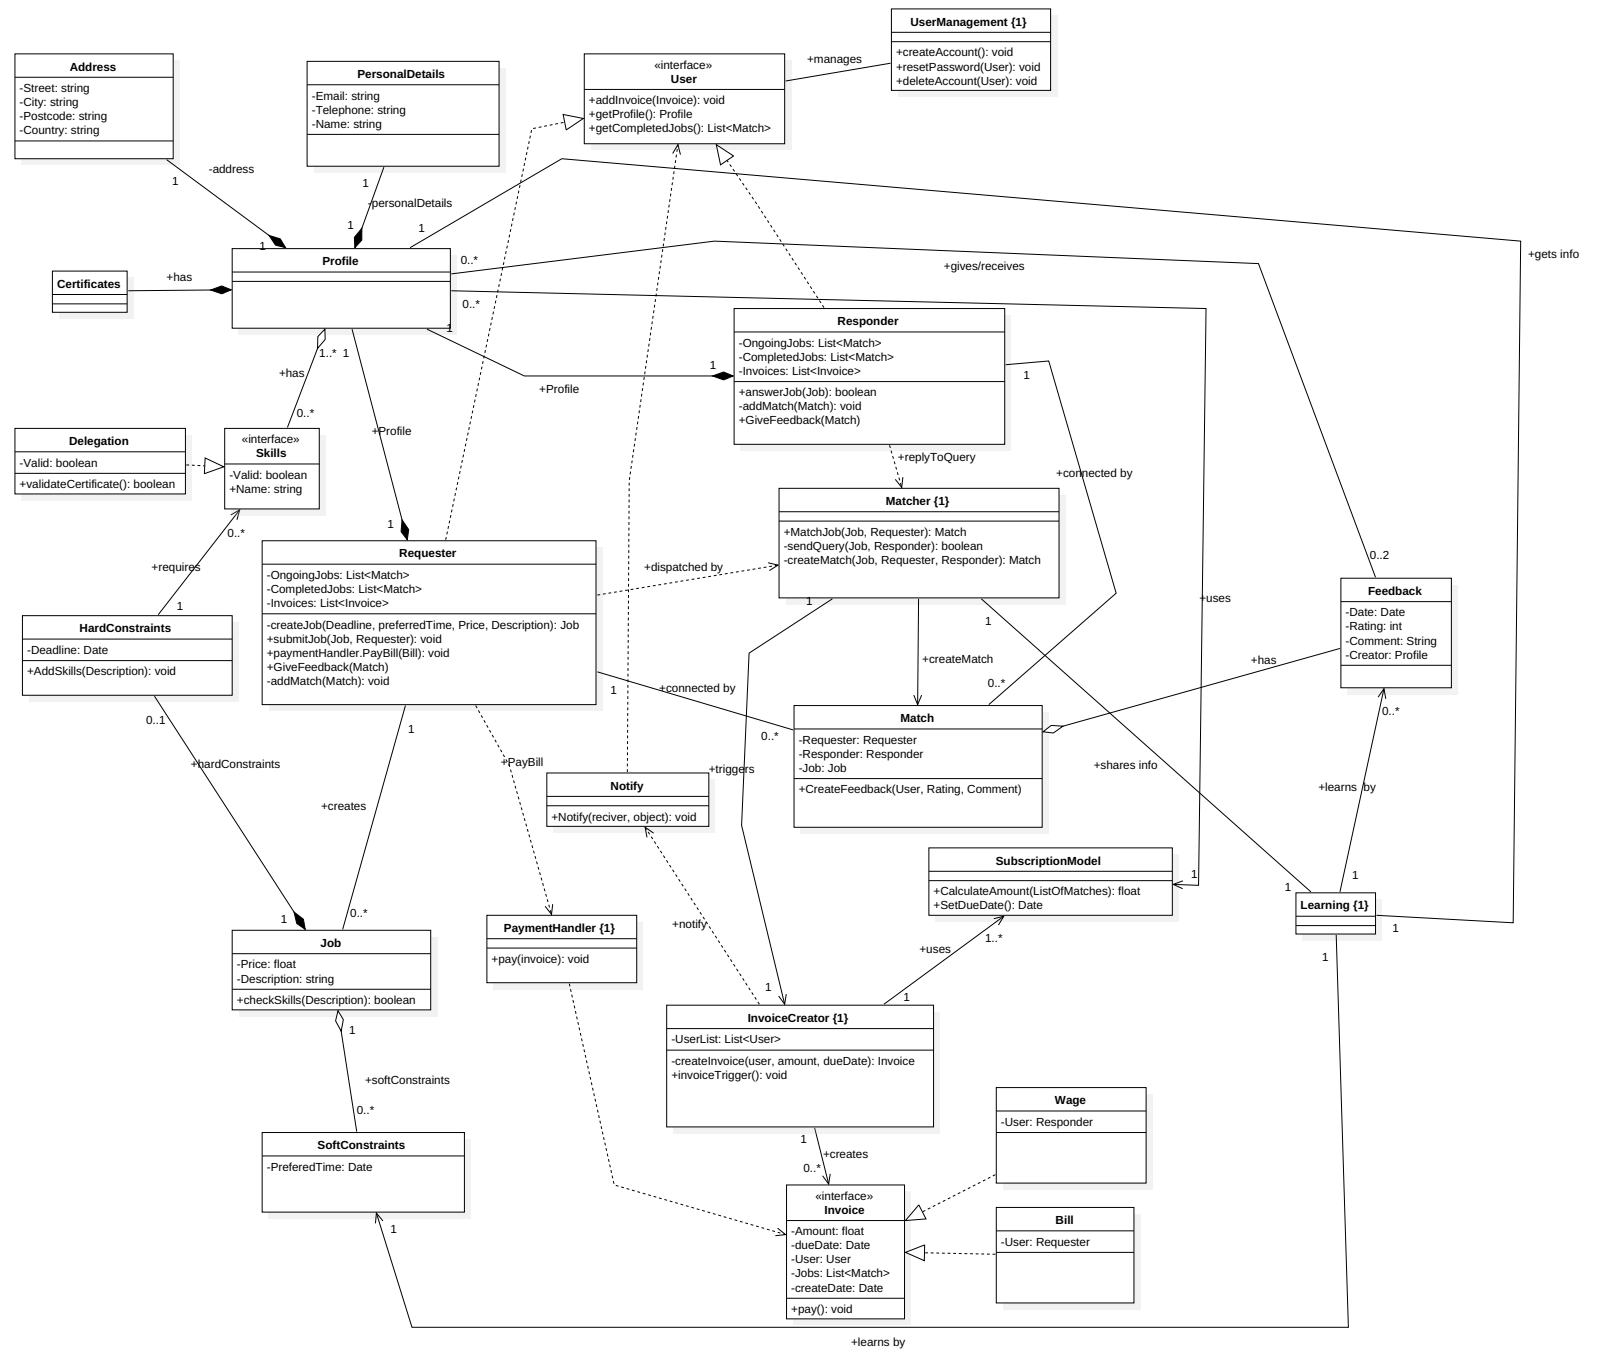 UserManagement {1}
+createAccount(): void
+resetPassword(User): void
+deleteAccount(User): void
+manages
«interface»
User
+addInvoice(Invoice): void
+getProfile(): Profile
+getCompletedJobs(): List<Match>
Address
-Street: string
-City: string
-Postcode: string
-Country: string
PersonalDetails
-Email: string
-Telephone: string
-Name: string
1
-address
1
1
-personalDetails
1
1
Profile
0..*
+gives/receives
+gets info
Certificates
+has
0..*
1
1..*
1
+has
0..*
+Profile
1
Responder
-OngoingJobs: List<Match>
-CompletedJobs: List<Match>
-Invoices: List<Invoice>
+answerJob(Job): boolean
-addMatch(Match): void
+GiveFeedback(Match)
1
+connected by
+replyToQuery
Delegation
-Valid: boolean
+validateCertificate(): boolean
«interface»
Skills
-Valid: boolean
+Name: string
+Profile
1
0..*
+requires
1
Matcher {1}
+MatchJob(Job, Requester): Match
-sendQuery(Job, Responder): boolean
-createMatch(Job, Requester, Responder): Match
+dispatched by
Requester
-OngoingJobs: List<Match>
-CompletedJobs: List<Match>
-Invoices: List<Invoice>
-createJob(Deadline, preferredTime, Price, Description): Job
+submitJob(Job, Requester): void
+paymentHandler.PayBill(Bill): void
+GiveFeedback(Match)
-addMatch(Match): void
0..2
Feedback
-Date: Date
-Rating: int
-Comment: String
-Creator: Profile
+uses
HardConstraints
-Deadline: Date
+AddSkills(Description): void
1
1
+createMatch
0..*
+has
1
+connected by
0..*
0..*
Match
-Requester: Requester
-Responder: Responder
-Job: Job
+CreateFeedback(User, Rating, Comment)
0..1
1
+hardConstraints
+PayBill
+triggers
+shares info
+learns  by
+creates
Notify
+Notify(reciver, object): void
SubscriptionModel
+CalculateAmount(ListOfMatches): float
+SetDueDate(): Date
1
1
1
Learning {1}
1
1
1
0..*
Job
-Price: float
-Description: string
+checkSkills(Description): boolean
PaymentHandler {1}
+pay(invoice): void
+notify
1..*
+uses
1
1
InvoiceCreator {1}
-UserList: List<User>
-createInvoice(user, amount, dueDate): Invoice
+invoiceTrigger(): void
1
+softConstraints
0..*
SoftConstraints
-PreferedTime: Date
1
1
+creates
0..*
«interface»
Invoice
-Amount: float
-dueDate: Date
-User: User
-Jobs: List<Match>
-createDate: Date
+pay(): void
Wage
-User: Responder
Bill
-User: Requester
+learns by